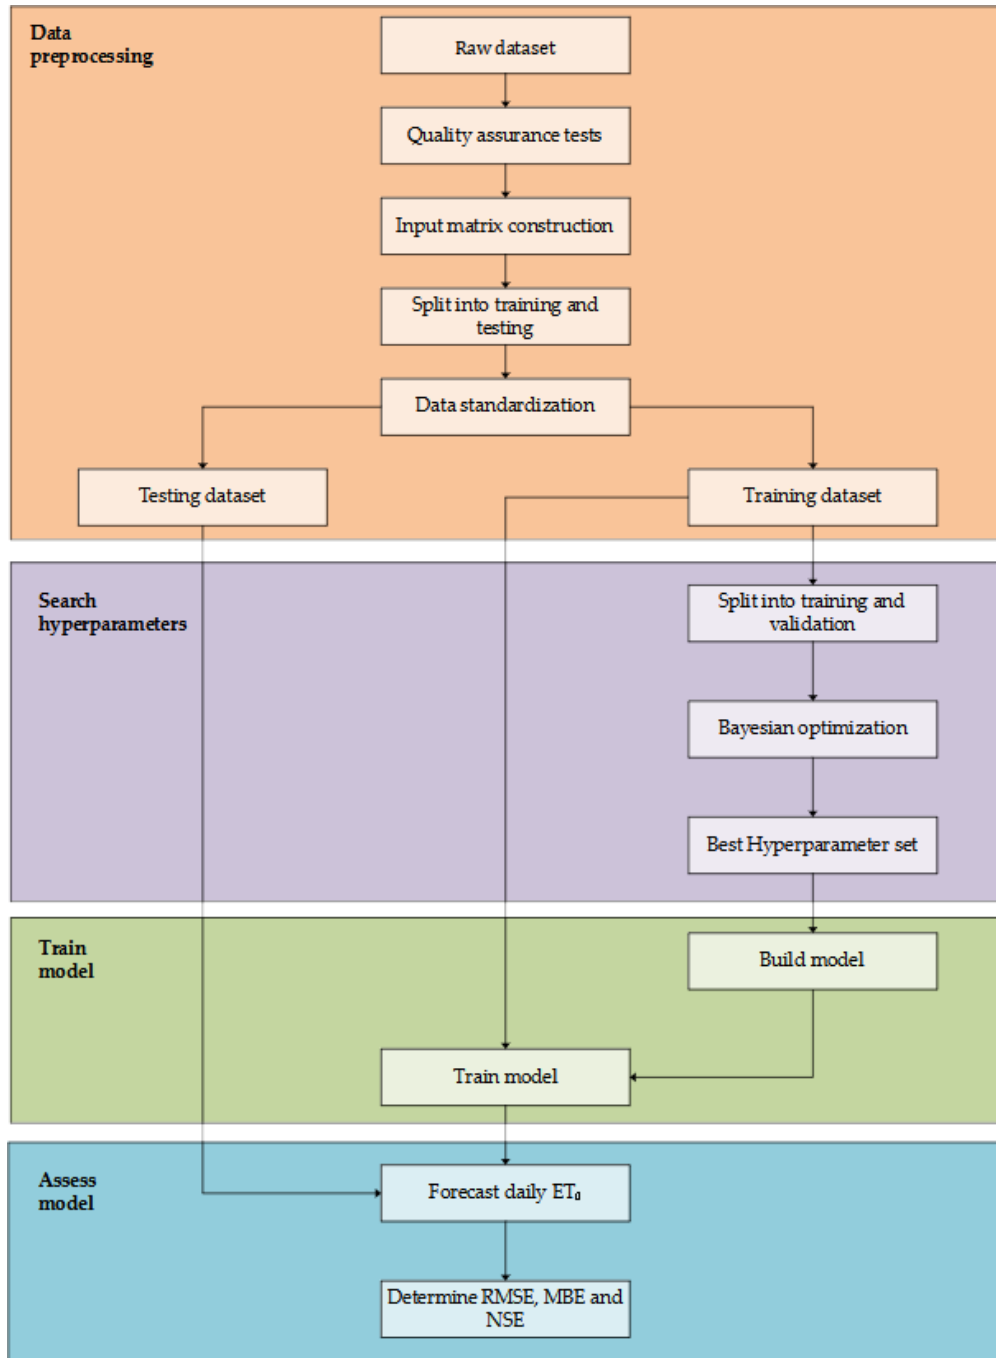 Data
preprocessing
Raw dataset
Quality assurance tests
Input matrix construction
Split into training and
testing
Data standardization
Testing dataset
Training dataset
Search
hyperparameters
Split into training and
validation
Bayesian optimization
Best Hyperparameter set
Train
model
Build model
Train model
Assess
model
Forecast daily ET₀
Determine RMSE, MBE and
NSE